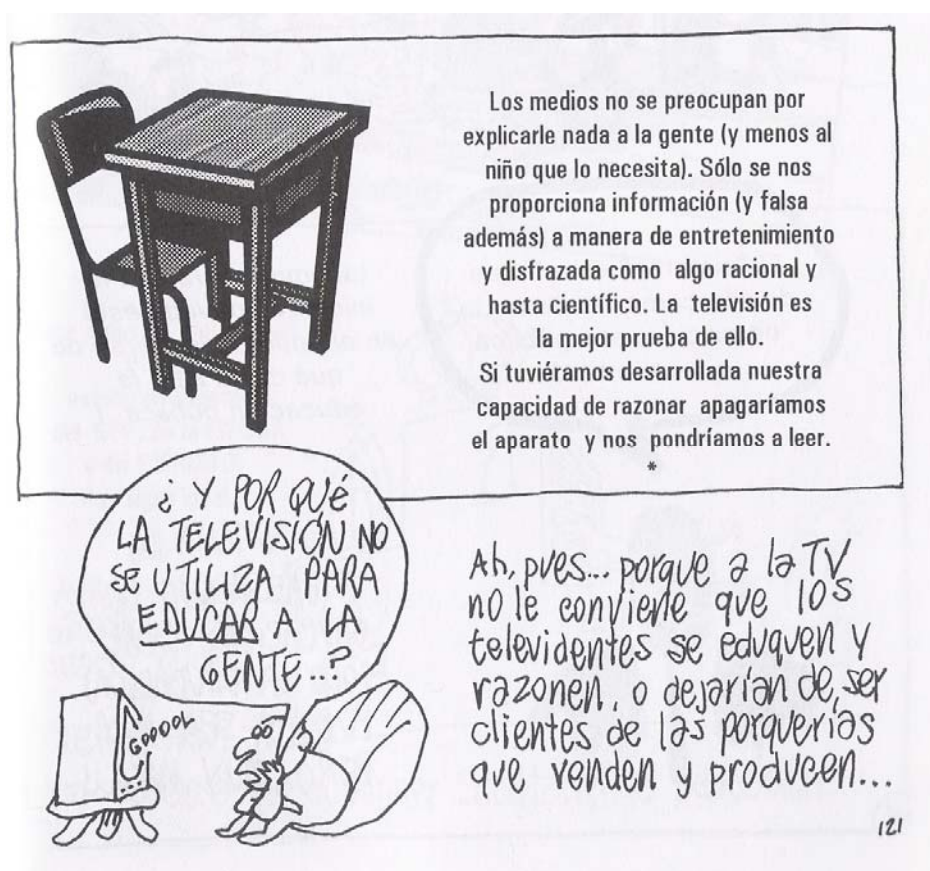 Los medios no se preocupan por
explicarle nada a la gente (y menos al
niño que lo necesita). Sólo se nos
proporciona información (y falsa
además) a manera de entretenimiento
y disfrazada como algo racional y
hasta científico. La televisión es
la mejor prueba de ello.
Si tuviéramos desarrollada nuestra
capacidad de razonar apagaríamos
el aparato y nos pondríamos a leer.
*
¿Y POR QUé
LA TELEVISIÓN NO
SE UTILIZA PARA
EDUCAR A LA
GENTE..?
GOOOOL
Ah, pues... porque a la TV
no le conviene que los
televidentes se eduquen y
razonen, o dejarían de ser
clientes de las porquerías
que venden y producen...
121